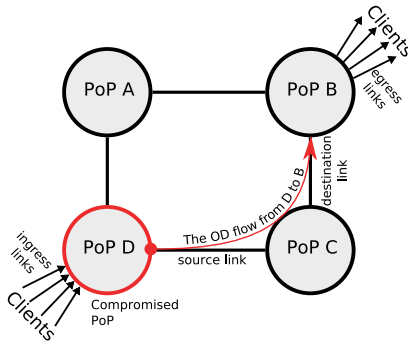 Clients
egress
links
PoP A
PoP B
destination
link
The OD flow from D to B
PoP D
source link
PoP C
ingress
links
Clients
Compromised
PoP